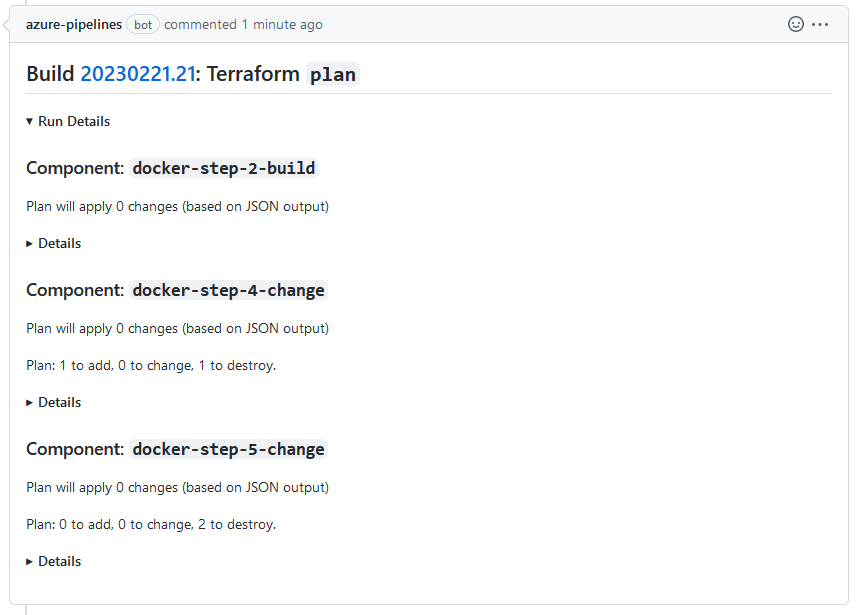 azure-pipelines bot commented 1 minute ago
Build 20230221.21: Terraform plan
Run Details
Component: docker-step-2-build
Plan will apply 0 changes (based on JSON output)
Details
Component: docker-step-4-change
Plan will apply 0 changes (based on JSON output)
Plan: 1 to add, 0 to change, 1 to destroy.
Details
Component: docker-step-5-change
Plan will apply 0 changes (based on JSON output)
Plan: 0 to add, 0 to change, 2 to destroy.
Details